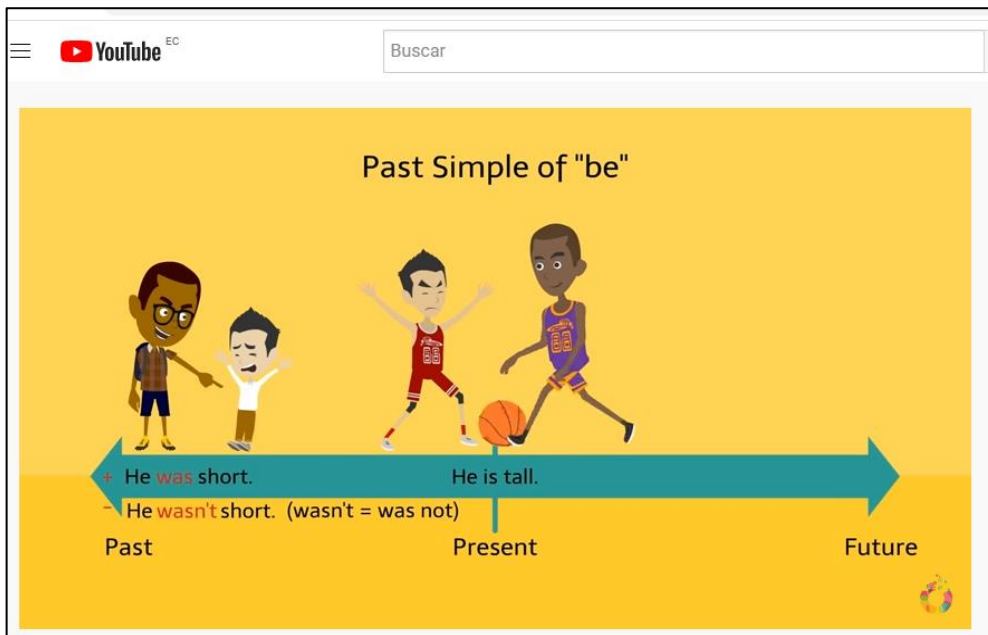 YouTube EC
Buscar
Past Simple of "be"
+ He was short.
He is tall.
- He wasn't short. (wasn't = was not)
Past
Present
Future